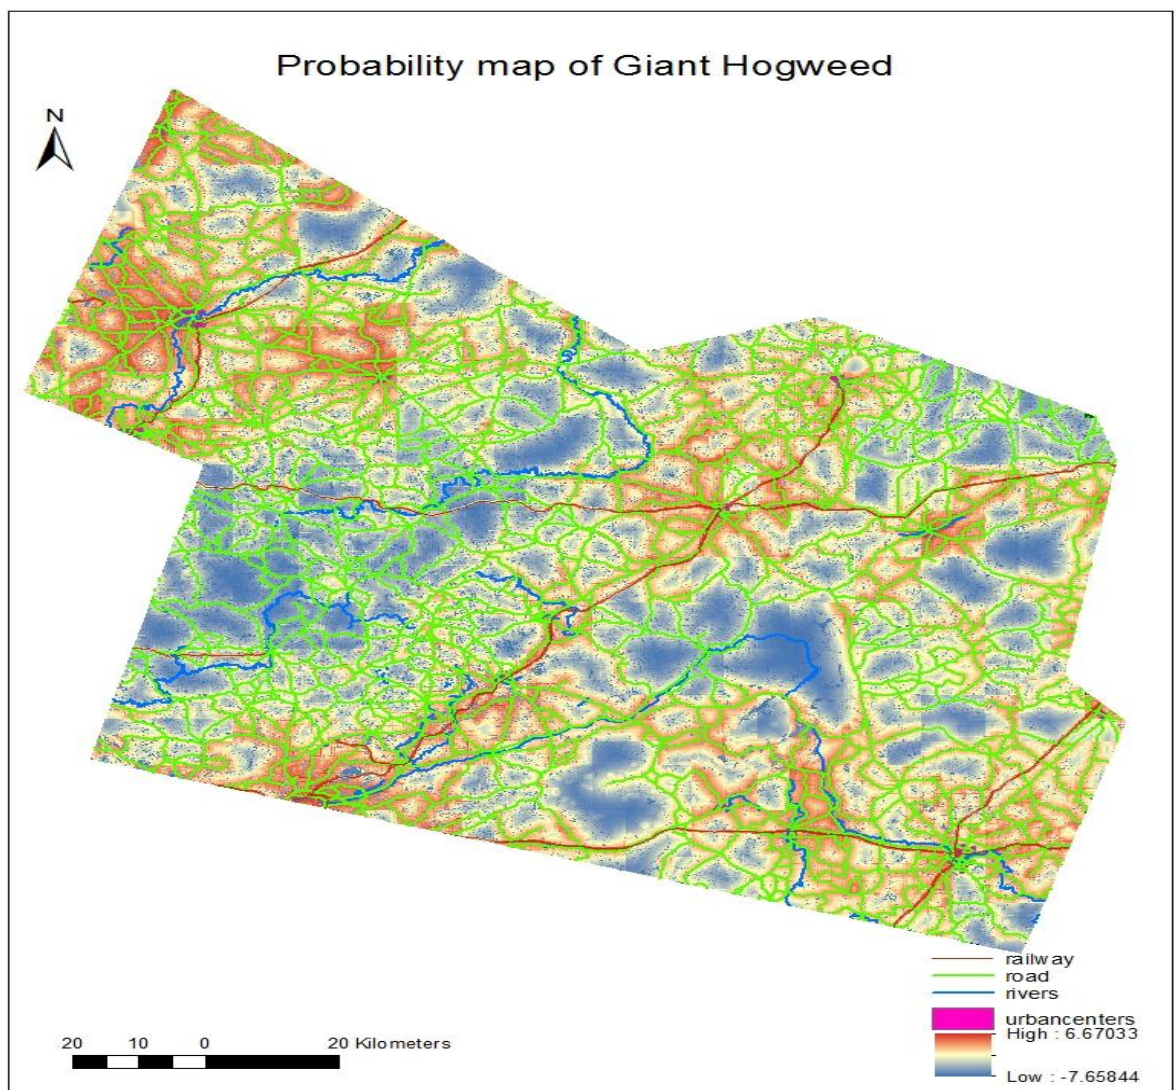 Probability map of Giant Hogweed
N
railway
road
rivers
urbancenters
High : 6.67033
Low : -7.65844
20 10 0 20 Kilometers